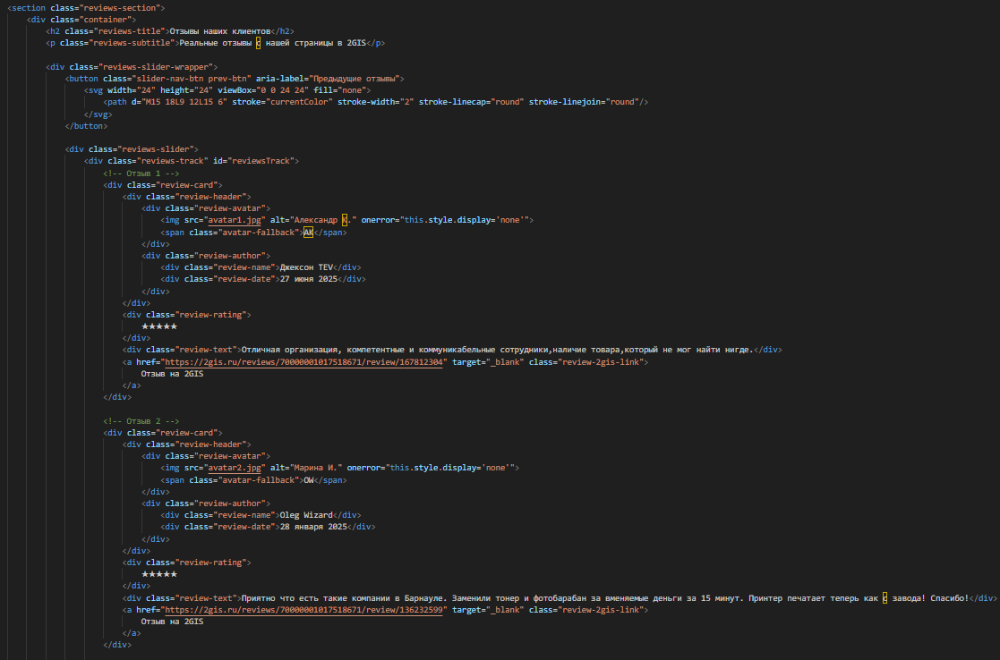 <section class="reviews-section">
<div class="container">
<h2 class="reviews-title">Отзывы наших клиентов</h2>
<p class="reviews-subtitle">Реальные отзывы с нашей страницы в 2GIS</p>
<div class="reviews-slider-wrapper">
<button class="slider-nav-btn prev-btn" aria-label="Предыдущие отзывы">
<svg width="24" height="24" viewBox="0 0 24 24" fill="none">
<path d="M15 18L9 12L15 6" stroke="currentColor" stroke-width="2" stroke-linecap="round" stroke-linejoin="round"/>
</svg>
</button>
<div class="reviews-slider">
<div class="reviews-track" id="reviewsTrack">
<!-- Отзыв 1 -->
<div class="review-card">
<div class="review-header">
<div class="review-avatar">
<img src="avatar1.jpg" alt="Александр К." onerror="this.style.display='none'">
<span class="avatar-fallback">АК</span>
</div>
<div class="review-author">
<div class="review-name">Джексон TEV</div>
<div class="review-date">27 июня 2025</div>
</div>
</div>
<div class="review-rating">
★★★★★
</div>
<div class="review-text">Отличная организация, компетентные и коммуникабельные сотрудники,наличие товара,который не мог найти нигде.</div>
<a href="https://2gis.ru/reviews/70000001017518671/review/167812304" target="_blank" class="review-2gis-link">
Отзыв на 2GIS
</a>
</div>
<!-- Отзыв 2 -->
<div class="review-card">
<div class="review-header">
<div class="review-avatar">
<img src="avatar2.jpg" alt="Марина И." onerror="this.style.display='none'">
<span class="avatar-fallback">OW</span>
</div>
<div class="review-author">
<div class="review-name">Oleg Wizard</div>
<div class="review-date">28 января 2025</div>
</div>
</div>
<div class="review-rating">
★★★★★
</div>
<div class="review-text">Приятно что есть такие компании в Барнауле. Заменили тонер и фотобарабан за вменяемые деньги за 15 минут. Принтер печатает теперь как с завода! Спасибо!</div>
<a href="https://2gis.ru/reviews/70000001017518671/review/136232599" target="_blank" class="review-2gis-link">
Отзыв на 2GIS
</a>
</div>